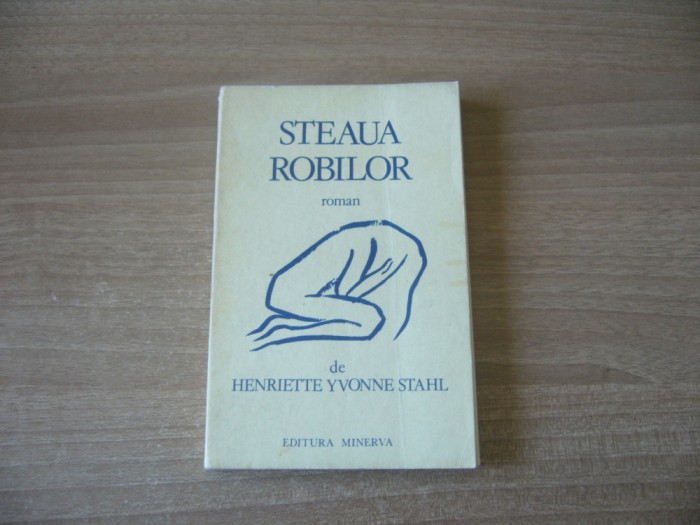 STEAUA
ROBILOR
roman
de
HENRIETTE YVONNE STAHL
EDITURA MINERVA